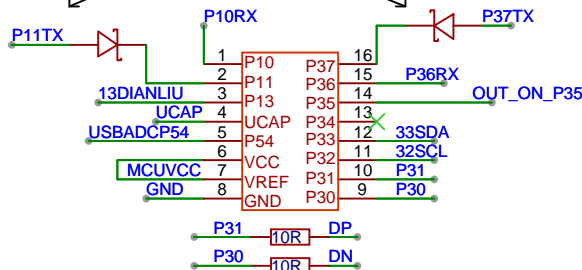 P10RX P37TX
P11TX
1 P10 P37 16
2 P11 P36 15 P36RX
13DIANLIU 3 P13 P35 14 OUT_ON_P35
UCAP 4 UCAP P34 13
USBADCP54 5 P54 P33 12 33SDA
6 VCC P32 11 32SCL
MCUVCC 7 VREF P31 10 P31
GND 8 GND P30 9 P30
P31 10R DP
P30 10R DN